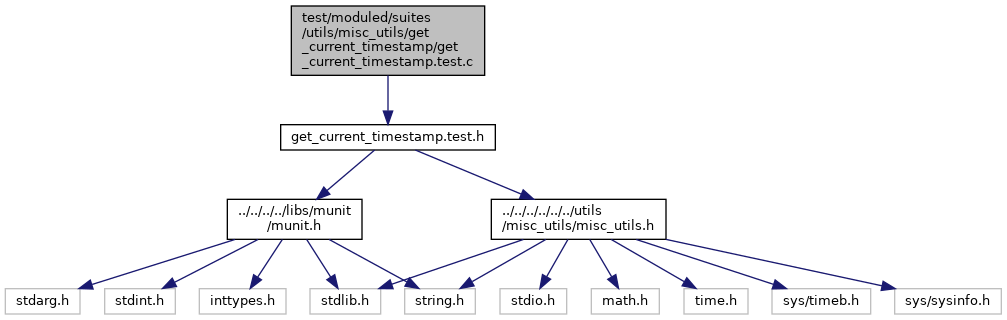 test/moduled/suites
/utils/misc_utils/get
_current_timestamp/get
_current_timestamp.test.c
get_current_timestamp.test.h
../../../../libs/munit
/munit.h
../../../../../../utils
/misc_utils/misc_utils.h
stdarg.h
stdint.h
inttypes.h
stdlib.h
string.h
stdio.h
math.h
time.h
sys/timeb.h
sys/sysinfo.h